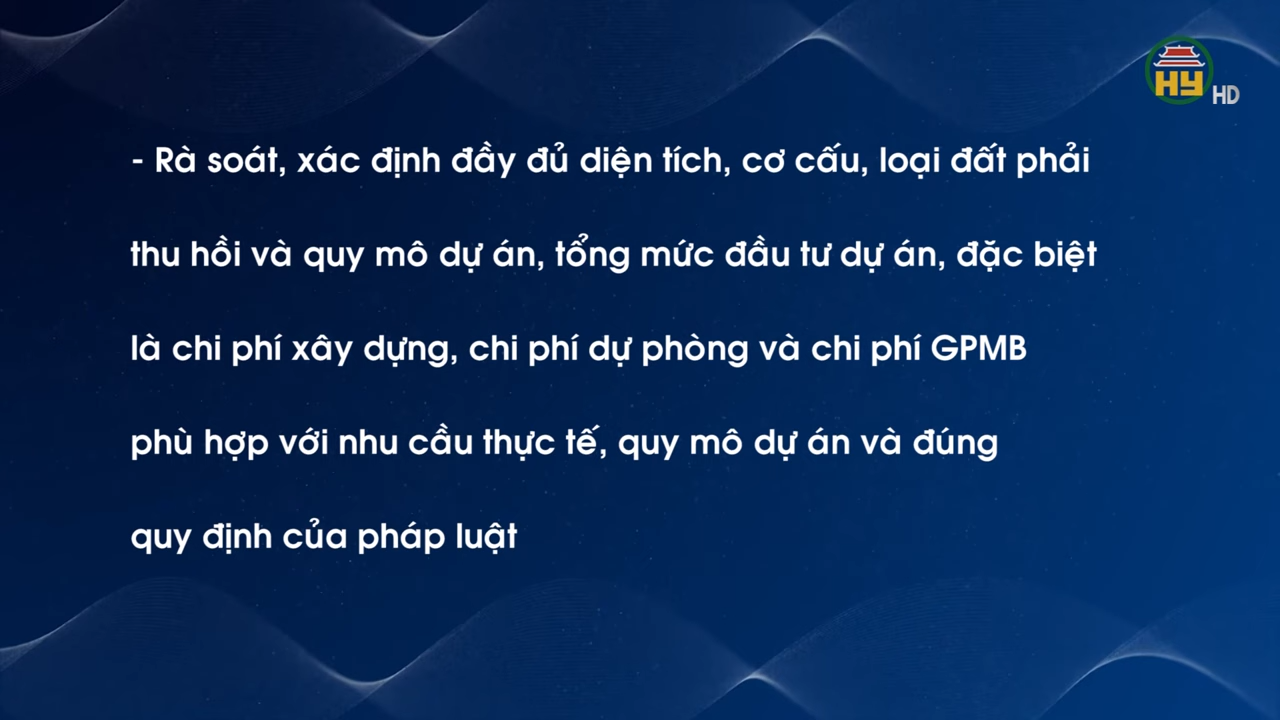 HY HD
- Rà soát, xác định đầy đủ diện tích, cơ cấu, loại đất phải
thu hồi và quy mô dự án, tổng mức đầu tư dự án, đặc biệt
là chi phí xây dựng, chi phí dự phòng và chi phí GPMB
phù hợp với nhu cầu thực tế, quy mô dự án và đúng
quy định của pháp luật